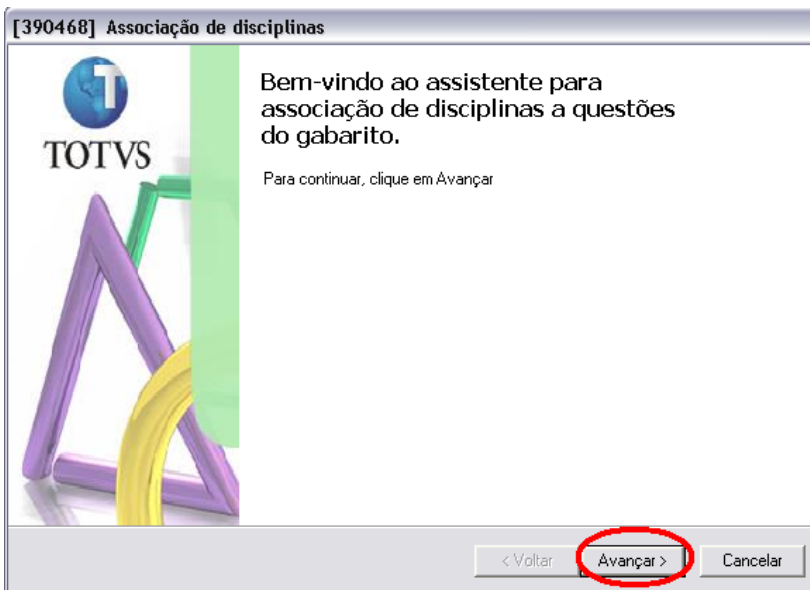 [390468] Associação de disciplinas
TOTVS
Bem-vindo ao assistente para
associação de disciplinas a questões
do gabarito.
Para continuar, clique em Avançar
< Voltar
Avançar >
Cancelar